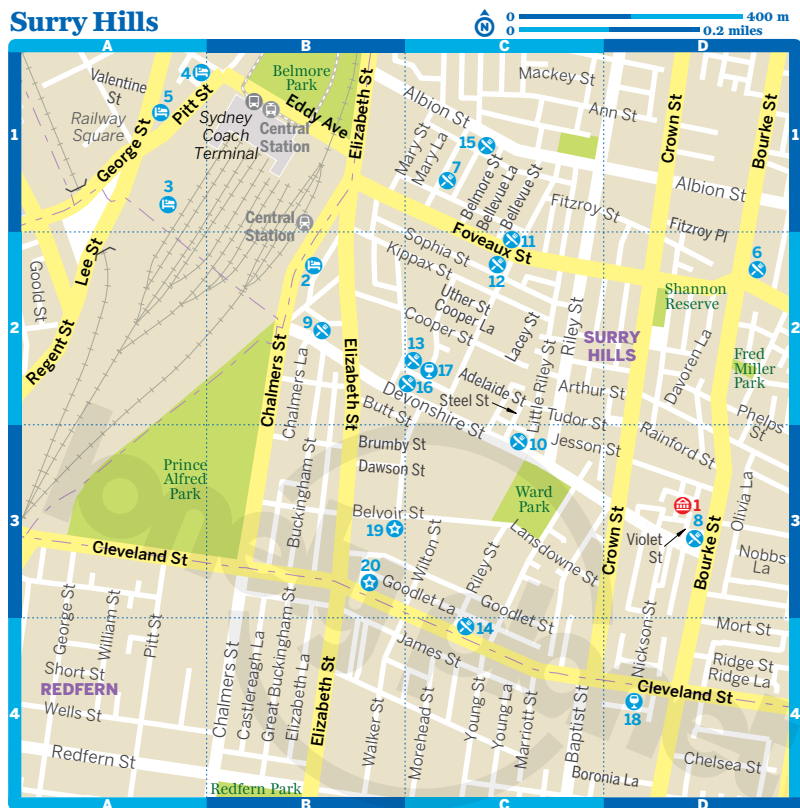 Surry Hills
N
0 400 m
0 0.2 miles
A B C D
1
2
3
4
1
2
3
4
A B C D
Valentine
St
Railway
Square
4
5
Pitt St
George St
3
Lee St
Sydney
Coach
Terminal
Belmore
Park
Eddy Ave
Central
Station
Central
Station
Elizabeth St
Albion St
Mackey St
Ann St
Crown St
Bourke St
Mary St
Mary La
15
7
Belmore St
Bellevue La
Bellevue St
Albion St
Fitzroy St
Fitzroy Pl
Foveaux St
11
12
6
Goold St
Regent St
2
9
Sophia St
Kippax St
Uther St
Cooper La
Cooper St
Lacey St
Little Riley St
Riley St
SURRY
HILLS
Shannon
Reserve
Davoren La
Fred
Miller
Park
Phelps
St
Chalmers St
Chalmers La
Elizabeth St
13
17
16
Adelaide St
Steel St
Arthur St
Tudor St
Devonshire St
Butt St
10
Jesson St
Rainford St
Brumby St
Dawson St
Prince
Alfred
Park
Buckingham St
Belvoir St
19
Wilton St
Ward
Park
Lansdowne St
Crown St
1
8
Violet
St
Bourke St
Olivia La
Nobbs
La
Cleveland St
20
Goodlet La
Riley St
Goodlet St
14
James St
George St
William St
Pitt St
Short St
REDFERN
Wells St
Redfern St
Chalmers St
Castlereagh La
Great Buckingham St
Elizabeth La
Elizabeth St
Redfern Park
Walker St
Morehead St
Young St
Young La
Marriott St
Baptist St
Boronia La
Nickson St
18
Cleveland St
Mort St
Ridge St
Ridge La
Chelsea St
lonely planet